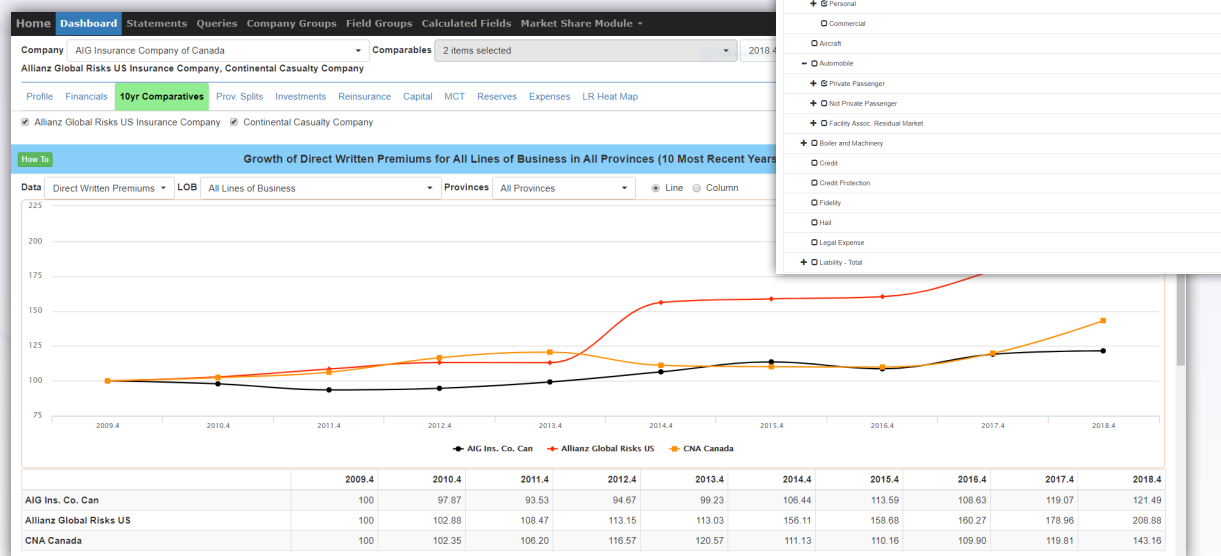 Home Dashboard Statements Queries Company Groups Field Groups Calculated Fields Market Share Module
Company AIG Insurance Company of Canada Comparables 2 items selected 2018.4
Allianz Global Risks US Insurance Company, Continental Casualty Company
Profile Financials 10yr Comparatives Prov. Splits Investments Reinsurance Capital MCT Reserves Expenses LR Heat Map
Allianz Global Risks US Insurance Company Continental Casualty Company
How To Growth of Direct Written Premiums for All Lines of Business in All Provinces (10 Most Recent Years
Data Direct Written Premiums LOB All Lines of Business Provinces All Provinces Line Column
225
200
175
150
125
100
75
2009.4 2010.4 2011.4 2012.4 2013.4 2014.4 2015.4 2016.4 2017.4 2018.4
AIG Ins. Co. Can Allianz Global Risks US CNA Canada
2009.4 2010.4 2011.4 2012.4 2013.4 2014.4 2015.4 2016.4 2017.4 2018.4
AIG Ins. Co. Can 100 97.87 93.53 94.67 99.23 106.44 113.59 108.63 119.07 121.49
Allianz Global Risks US 100 102.88 108.47 113.15 113.03 156.11 158.68 160.27 178.96 208.88
CNA Canada 100 102.35 106.20 116.57 120.57 111.13 110.16 109.90 119.81 143.16
Personal
Commercial
Aircraft
Automobile
Private Passenger
Not Private Passenger
Facility Assoc. Residual Market
Boiler and Machinery
Credit
Credit Protection
Fidelity
Hail
Legal Expense
Liability - Total